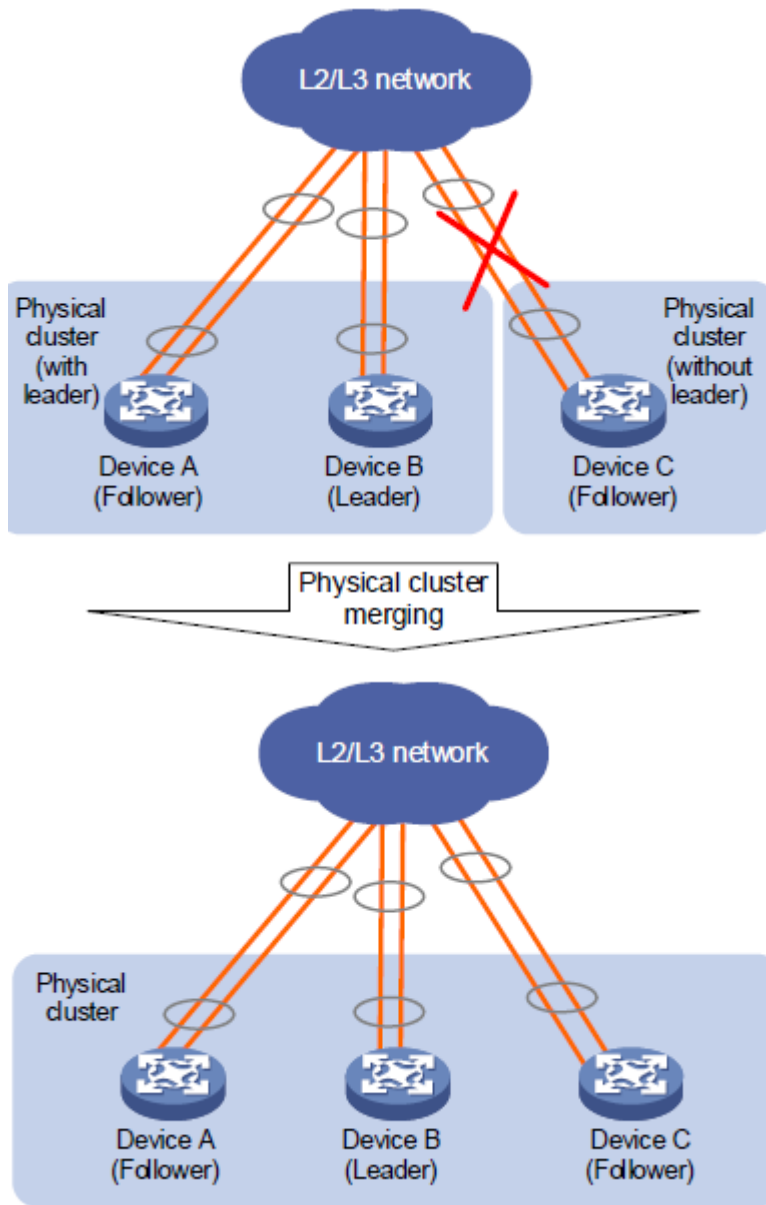 L2/L3 network
Physical
cluster
(with
leader)
Physical
cluster
(without
leader)
Device A
(Follower)
Device B
(Leader)
Device C
(Follower)
Physical cluster
merging
L2/L3 network
Physical
cluster
Device A
(Follower)
Device B
(Leader)
Device C
(Follower)